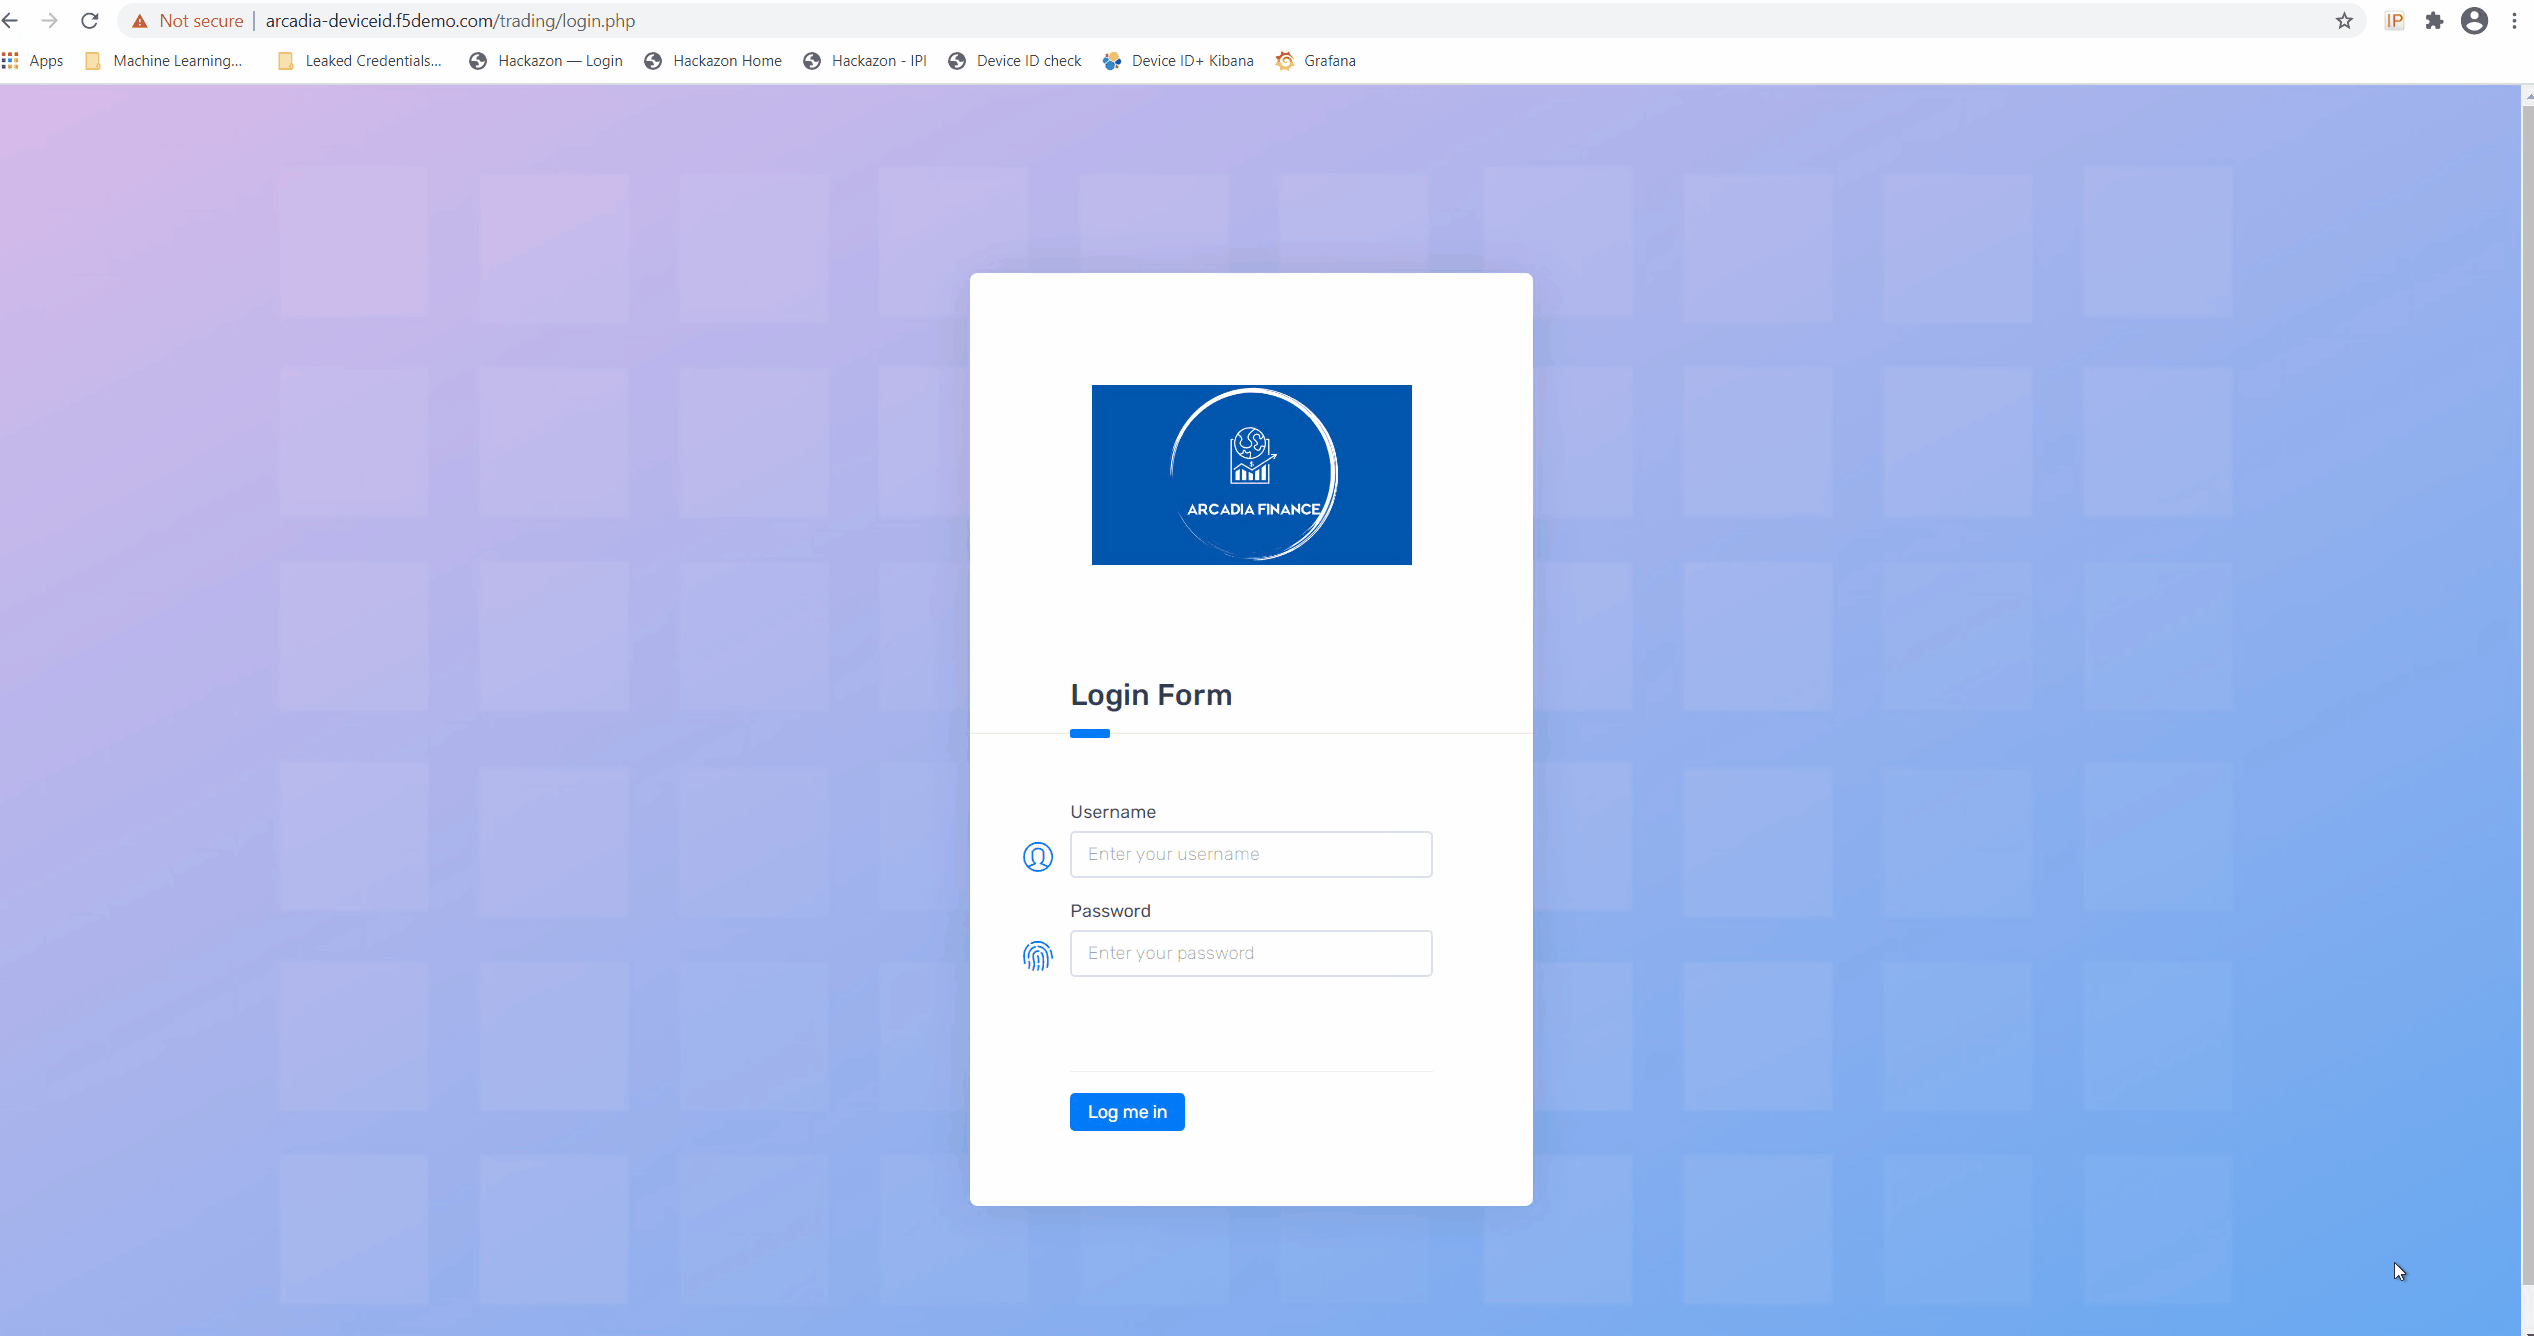 Not secure arcadia-deviceid.f5demo.com/trading/login.php
IP
Apps Machine Learning... Leaked Credentials... Hackazon — Login Hackazon Home Hackazon - IPI Device ID check Device ID+ Kibana Grafana
ARCADIA FINANCE
Login Form
Username
Enter your username
Password
Enter your password
Log me in